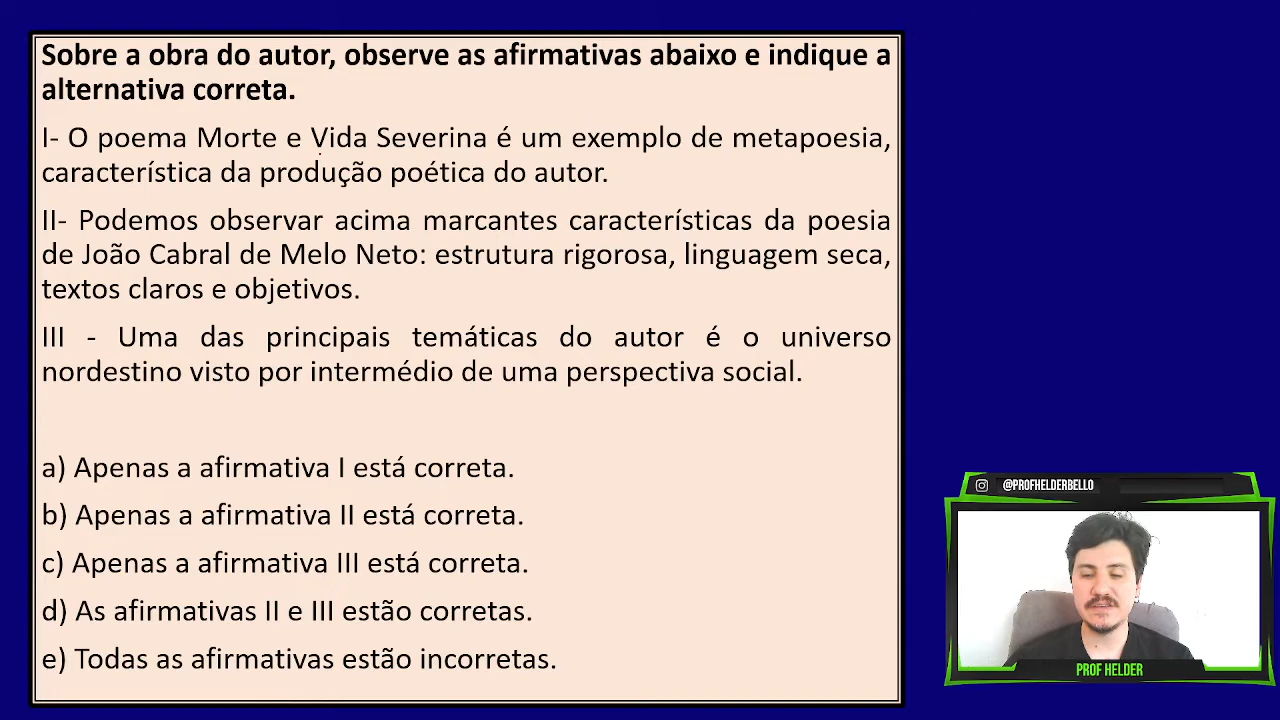 Sobre a obra do autor, observe as afirmativas abaixo e indique a
alternativa correta.
I- O poema Morte e Vida Severina é um exemplo de metapoesia,
característica da produção poética do autor.
II- Podemos observar acima marcantes características da poesia
de João Cabral de Melo Neto: estrutura rigorosa, linguagem seca,
textos claros e objetivos.
III - Uma das principais temáticas do autor é o universo
nordestino visto por intermédio de uma perspectiva social.
a) Apenas a afirmativa I está correta.
b) Apenas a afirmativa II está correta.
c) Apenas a afirmativa III está correta.
d) As afirmativas II e III estão corretas.
e) Todas as afirmativas estão incorretas.
@PROFHELDERBELLO
PROF HELDER